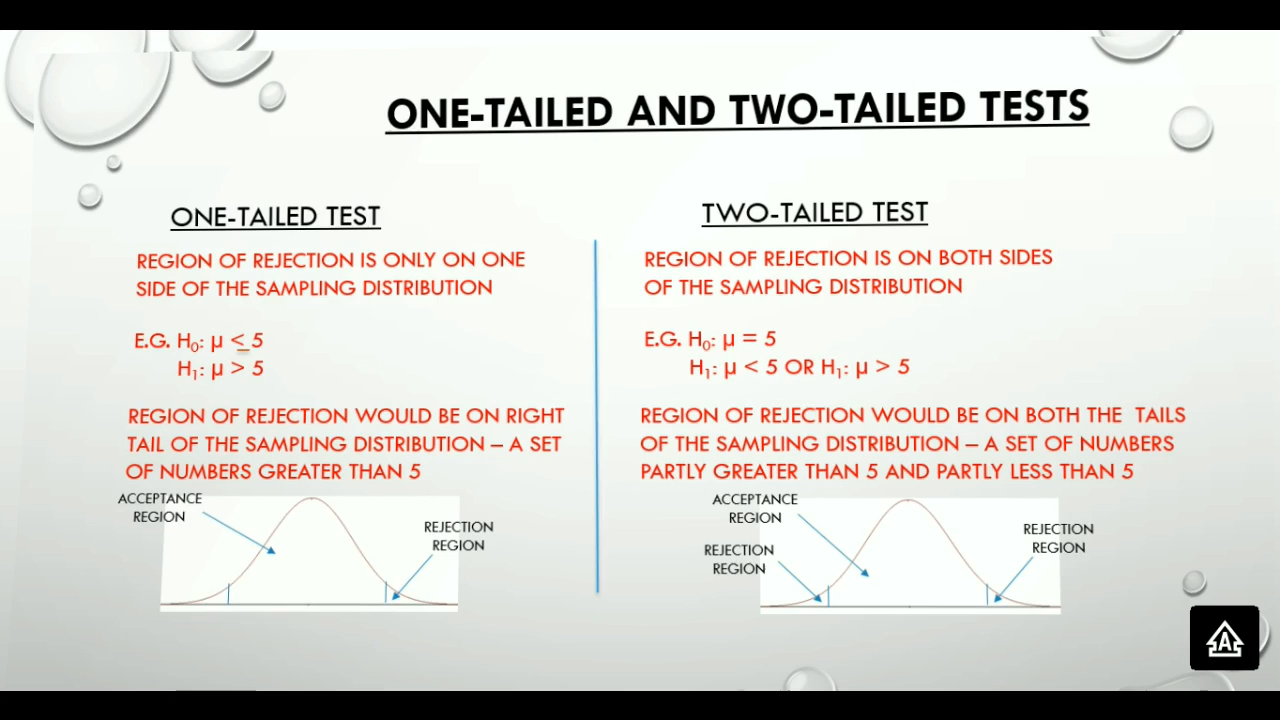 ONE-TAILED AND TWO-TAILED TESTS
ONE-TAILED TEST
REGION OF REJECTION IS ONLY ON ONE
SIDE OF THE SAMPLING DISTRIBUTION
E.G. H₀: µ ≤ 5
H₁: µ > 5
REGION OF REJECTION WOULD BE ON RIGHT
TAIL OF THE SAMPLING DISTRIBUTION – A SET
OF NUMBERS GREATER THAN 5
ACCEPTANCE
REGION
REJECTION
REGION
TWO-TAILED TEST
REGION OF REJECTION IS ON BOTH SIDES
OF THE SAMPLING DISTRIBUTION
E.G. H₀: µ = 5
H₁: µ < 5 OR H₁: µ > 5
REGION OF REJECTION WOULD BE ON BOTH THE TAILS
OF THE SAMPLING DISTRIBUTION – A SET OF NUMBERS
PARTLY GREATER THAN 5 AND PARTLY LESS THAN 5
ACCEPTANCE
REGION
REJECTION
REGION
REJECTION
REGION
A